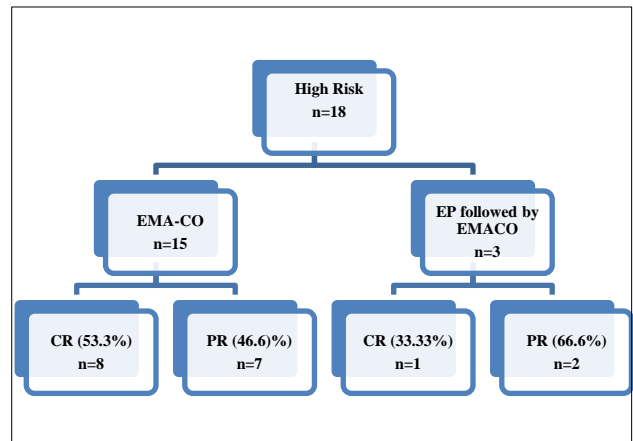 High Risk
n=18
EMA-CO
n=15
EP followed by
EMACO
n=3
CR (53.3%)
n=8
PR (46.6)%)
n=7
CR (33.33%)
n=1
PR (66.6%)
n=2